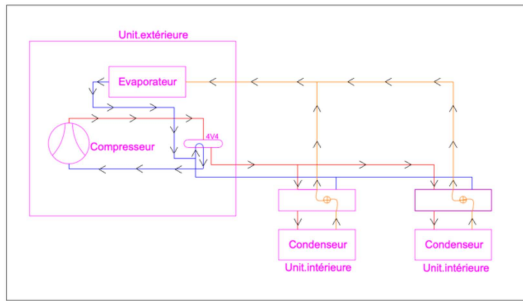 Unit.extérieure
Evaporateur
4V4
Compresseur
Condenseur
Condenseur
Unit.intérieure
Unit.intérieure